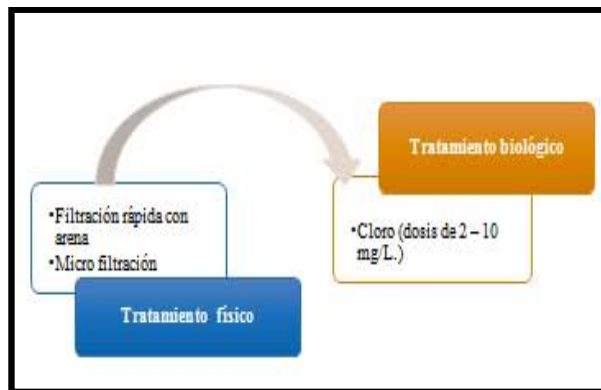 •Filtración rápida con
arena
•Micro filtración
Tratamiento físico
Tratamiento biológico
•Cloro (dosis de 2 – 10
mg/L.)